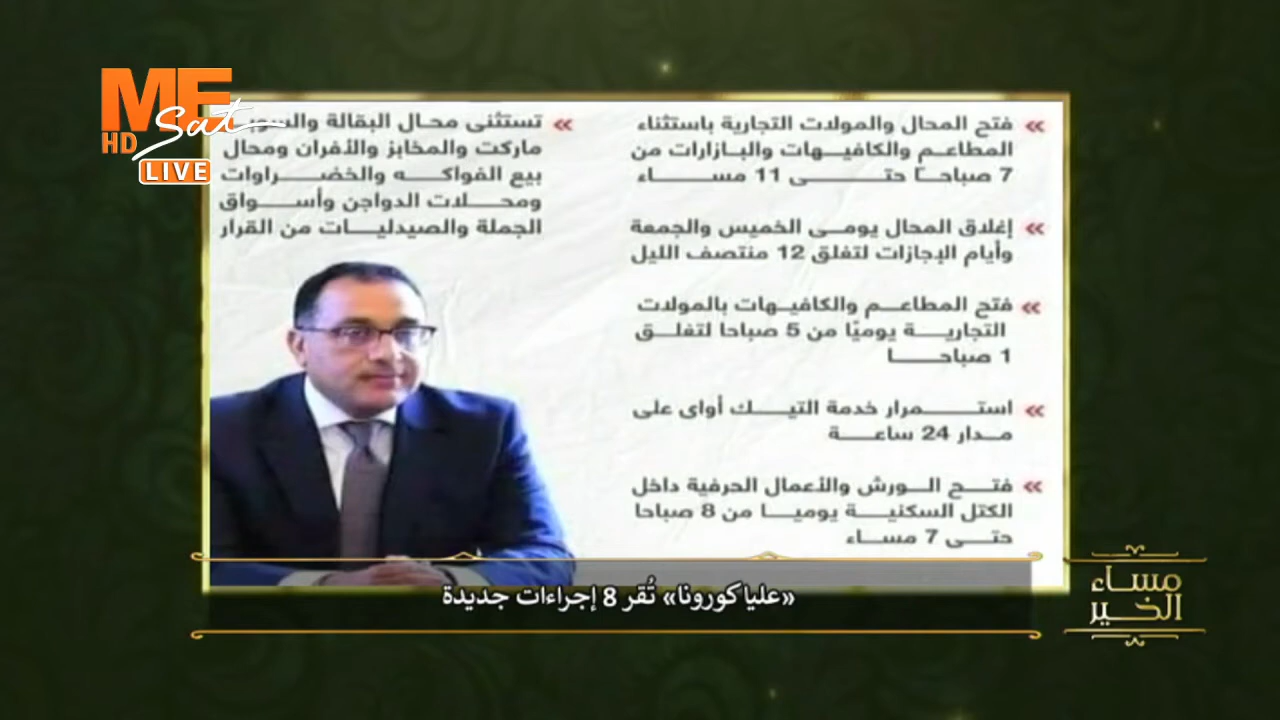 ME
Sat
HD
LIVE
فتح المحال والمولات التجارية باستثناء
المطاعم والكافيهات والبازارات من
7 صباحًا حتى 11 مساء
إغلاق المحال يومى الخميس والجمعة
وأيام الإجازات لتغلق 12 منتصف الليل
فتح المطاعم والكافيهات بالمولات
التجارية يوميًا من 5 صباحا لتغلق
1 صباحا
استمرار خدمة التيك أواى على
مدار 24 ساعة
فتح الورش والأعمال الحرفية داخل
الكتل السكنية يوميا من 8 صباحا
حتى 7 مساء
تستثنى محال البقالة
ماركت والمخابز والأفران ومحال
بيع الفواكه والخضراوات
ومحلات الدواجن وأسواق
الجملة والصيدليات من القرار
«عليا كورونا» تُقر 8 إجراءات جديدة
مساء
الخير